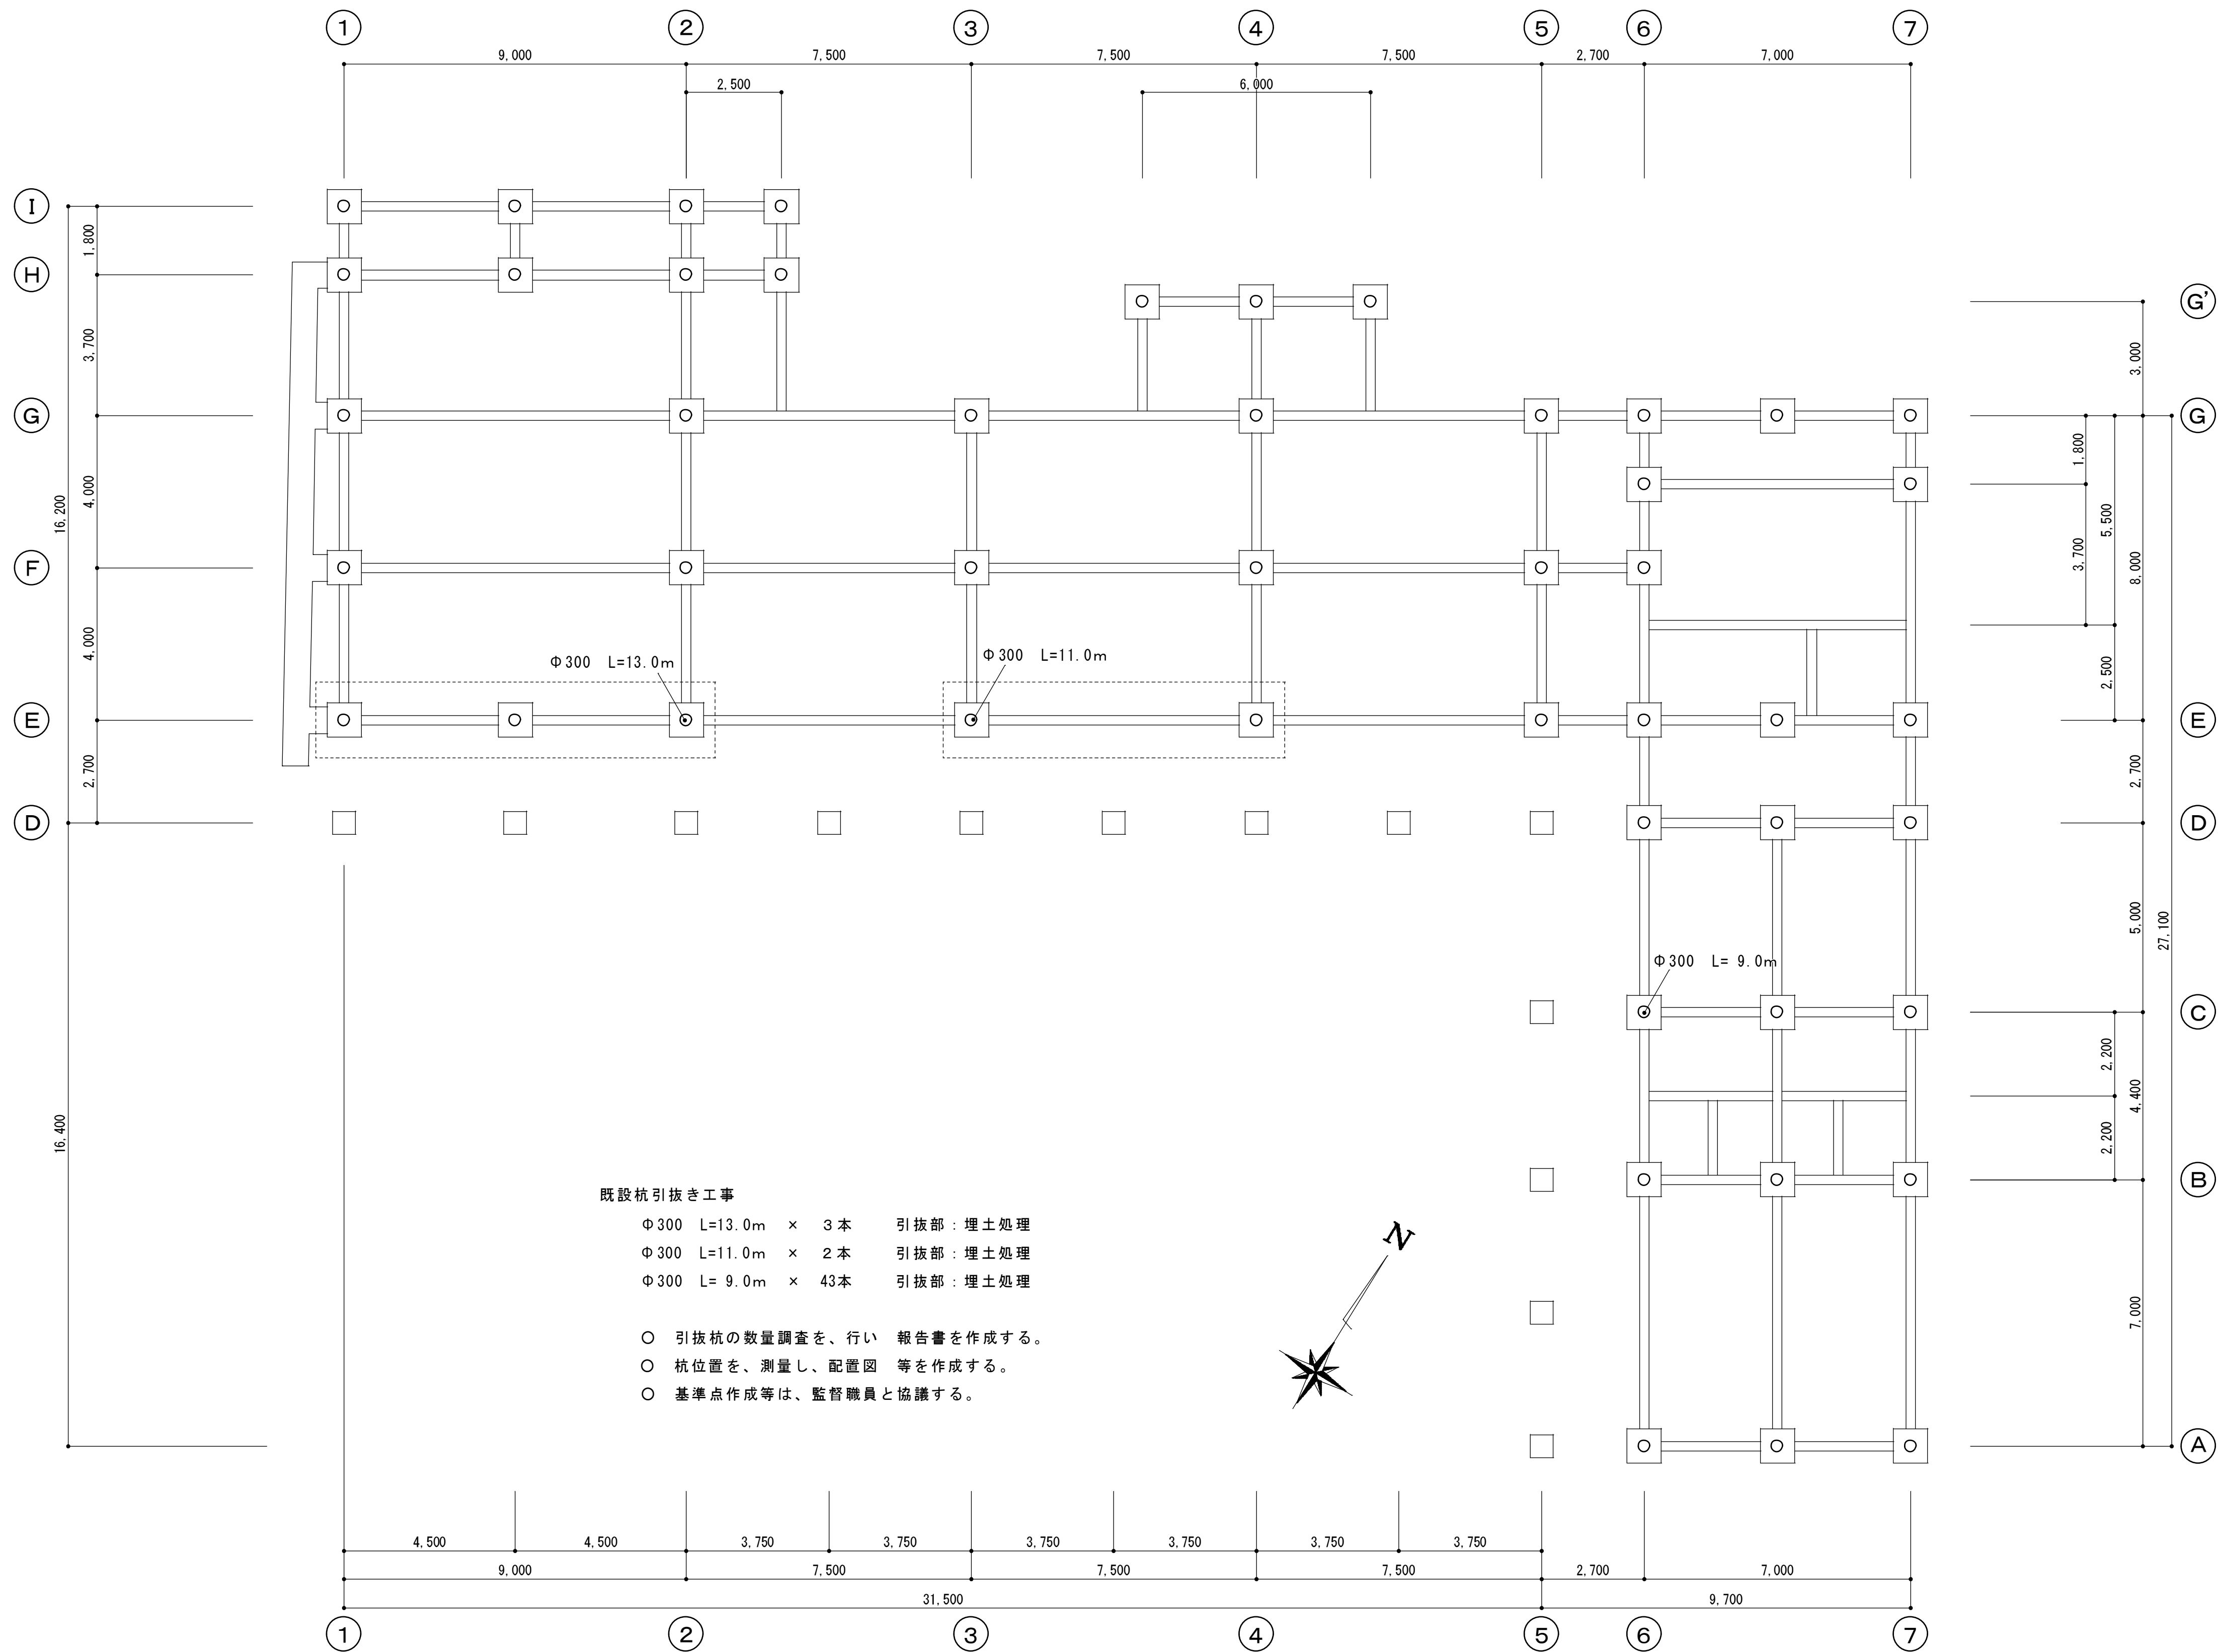 1 2 3 4 5 6 7
9,000 7,500 7,500 7,500 2,700 7,000
2,500 6,000
I
1,800
H
G'
3,700
3,000
G
G
1,800
4,000
16,200
5,500
3,700
8,000
F
Φ300 L=13.0m
Φ300 L=11.0m
4,000
2,500
E
E
2,700
2,700
D
D
5,000
27,100
Φ300 L= 9.0m
C
2,200
4,400
16,400
2,200
B
既設杭引抜き工事
Φ300 L=13.0m × 3本 引抜部：埋土処理
Φ300 L=11.0m × 2本 引抜部：埋土処理
Φ300 L= 9.0m × 43本 引抜部：埋土処理
N
7,000
○ 引抜杭の数量調査を、行い 報告書を作成する。
○ 杭位置を、測量し、配置図 等を作成する。
○ 基準点作成等は、監督職員と協議する。
A
4,500 4,500 3,750 3,750 3,750 3,750 3,750 3,750
9,000 7,500 7,500 7,500 2,700 7,000
31,500 9,700
1 2 3 4 5 6 7